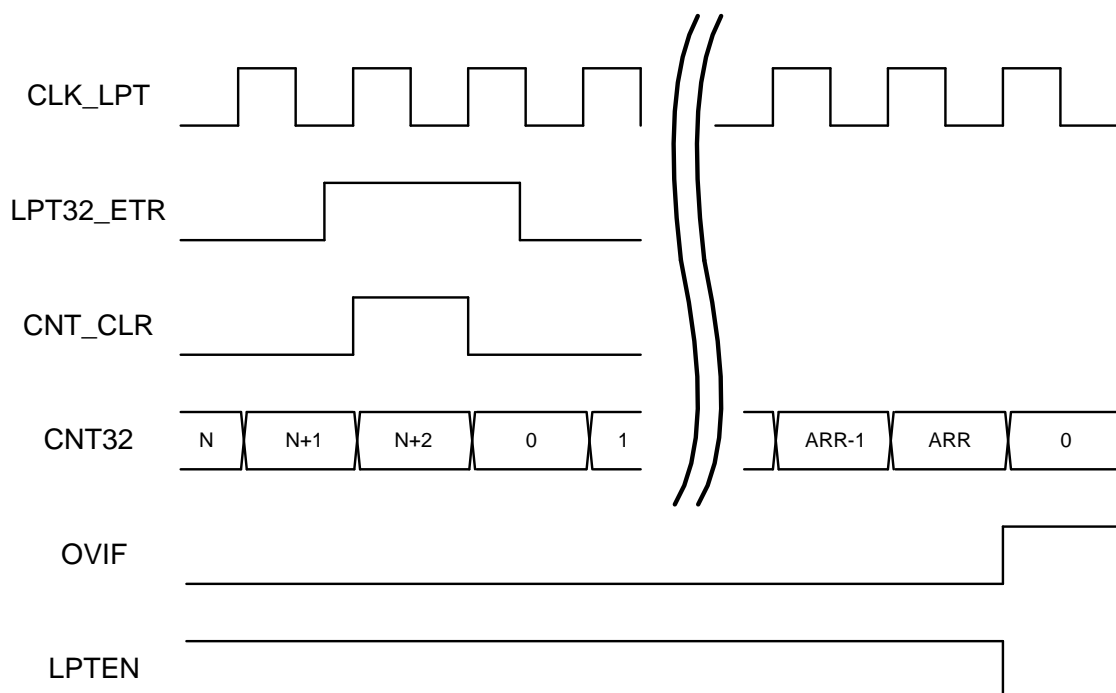 CLK_LPT
LPT32_ETR
CNT_CLR
CNT32 N N+1 N+2 0 1 ARR-1 ARR 0
OVIF
LPTEN